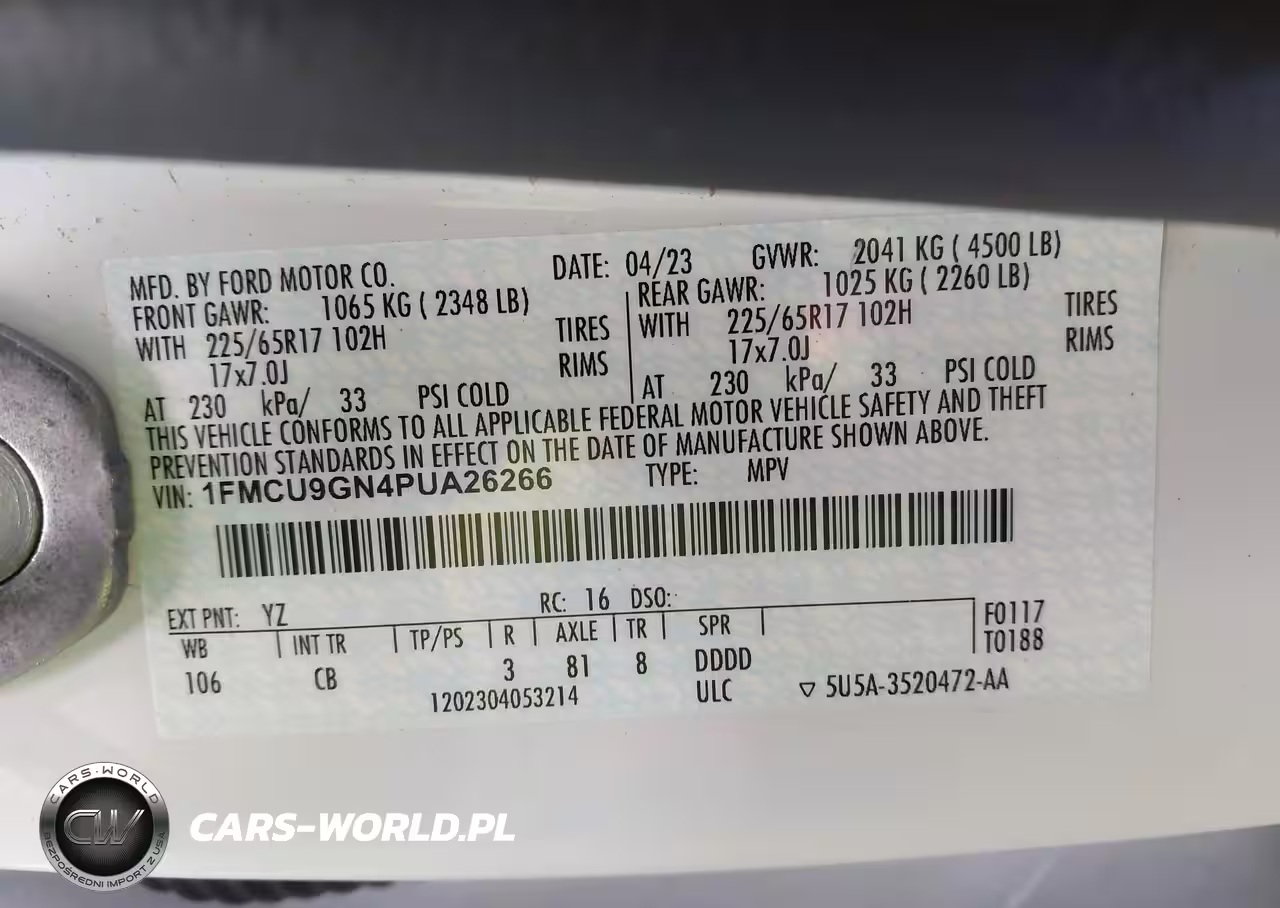 MFD. BY FORD MOTOR CO. DATE: 04/23 GVWR: 2041 KG ( 4500 LB)
FRONT GAWR: 1065 KG ( 2348 LB) REAR GAWR: 1025 KG ( 2260 LB)
WITH 225/65R17 102H TIRES WITH 225/65R17 102H TIRES
17x7.0J RIMS 17x7.0J RIMS
AT 230 kPa/ 33 PSI COLD AT 230 kPa/ 33 PSI COLD
THIS VEHICLE CONFORMS TO ALL APPLICABLE FEDERAL MOTOR VEHICLE SAFETY AND THEFT
PREVENTION STANDARDS IN EFFECT ON THE DATE OF MANUFACTURE SHOWN ABOVE.
VIN: 1FMCU9GN4PUA26266 TYPE: MPV
EXT PNT: YZ RC: 16 DSO: F0117
WB INT TR TP/PS R AXLE TR SPR T0188
106 CB 3 81 8 DDDD
1202304053214 ULC ▽ 5U5A-3520472-AA
CARS-WORLD
CW
BEZPOŚREDNI IMPORT Z USA
CARS-WORLD.PL